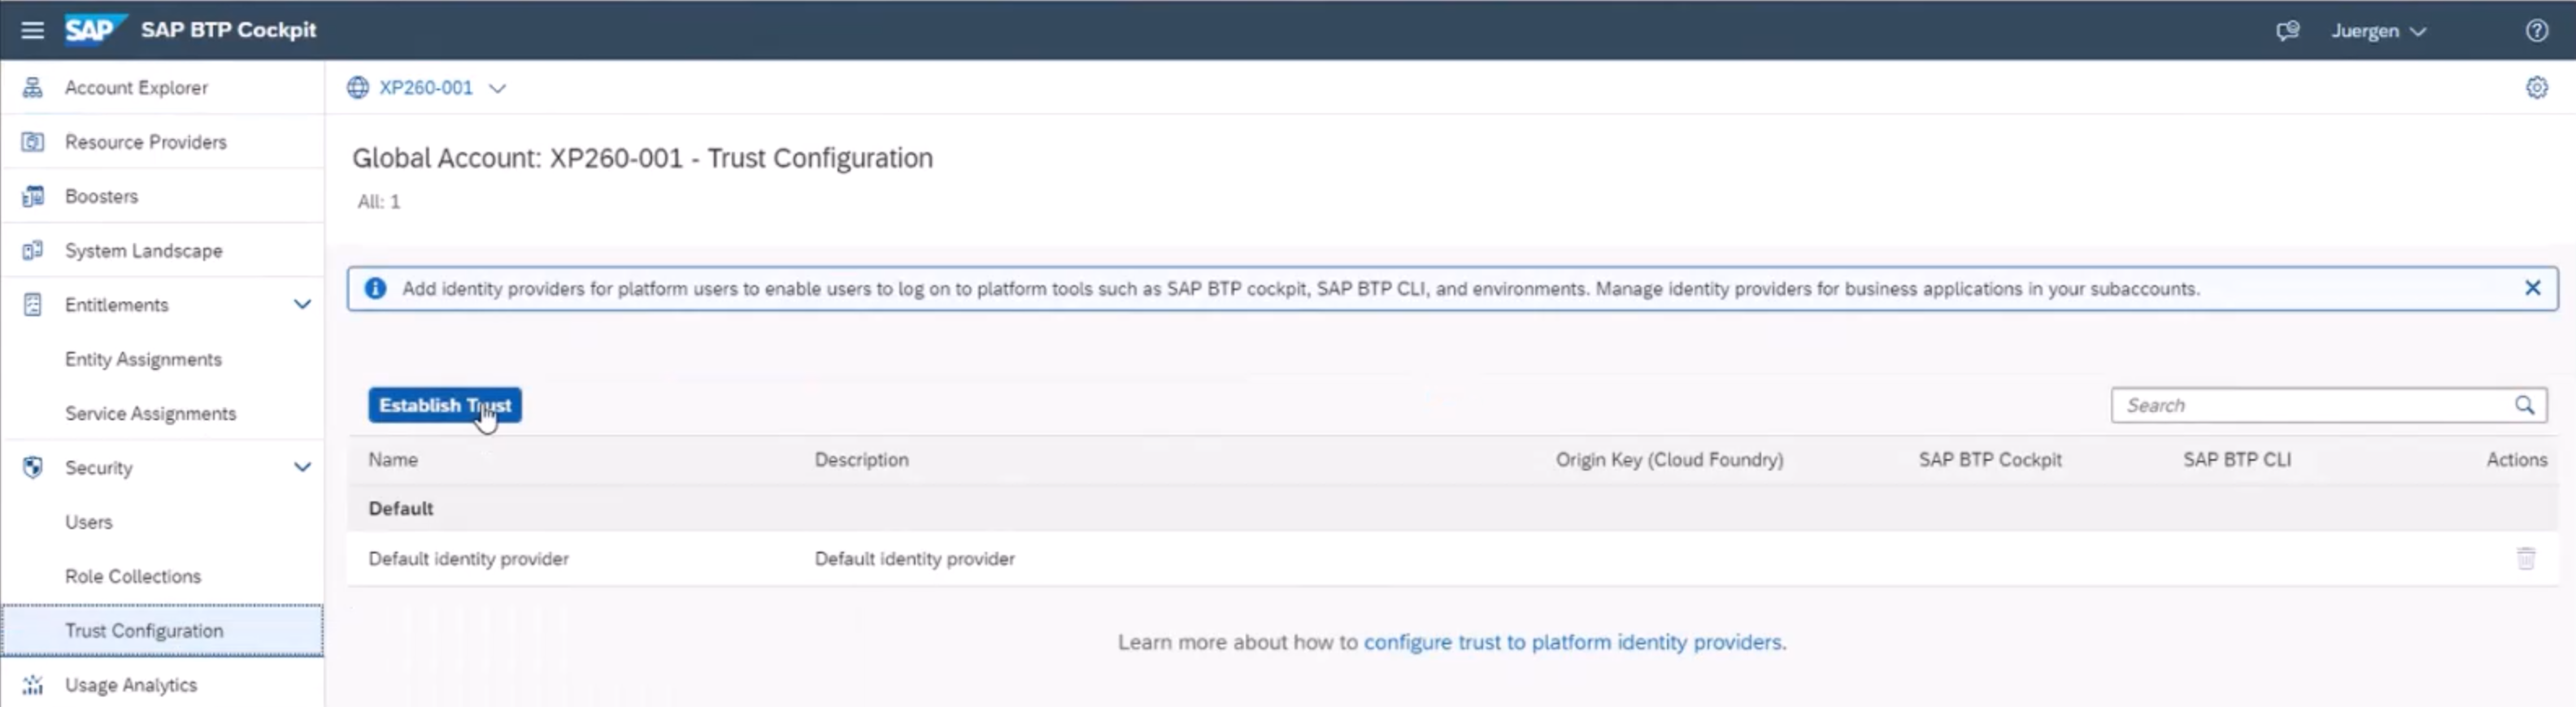 SAP SAP BTP Cockpit Juergen
Account Explorer
Resource Providers
Boosters
System Landscape
Entitlements
Entity Assignments
Service Assignments
Security
Users
Role Collections
Trust Configuration
Usage Analytics
XP260-001
Global Account: XP260-001 - Trust Configuration
All: 1
Add identity providers for platform users to enable users to log on to platform tools such as SAP BTP cockpit, SAP BTP CLI, and environments. Manage identity providers for business applications in your subaccounts.
Establish Trust Search
Name Description Origin Key (Cloud Foundry) SAP BTP Cockpit SAP BTP CLI Actions
Default
Default identity provider Default identity provider
Learn more about how to configure trust to platform identity providers.